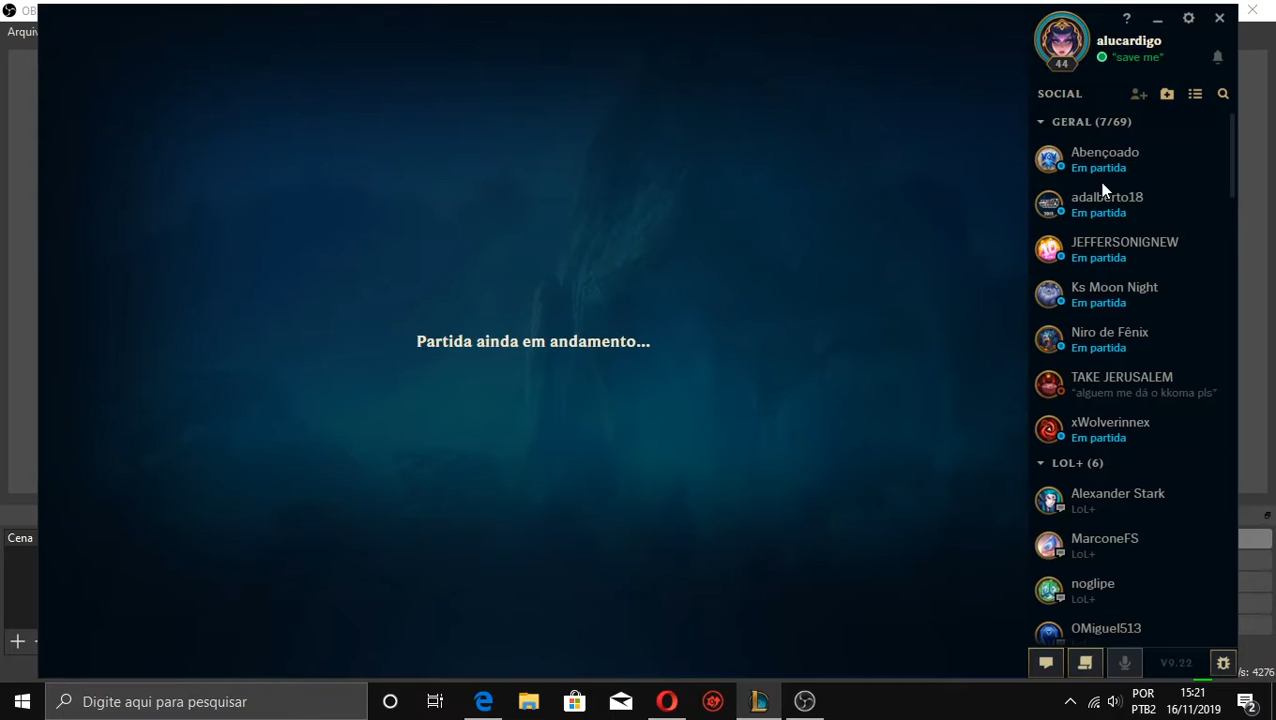 OB
Arquiv
?
alucardigo
"save me"
44
SOCIAL
GERAL (7/69)
Abençoado
Em partida
adalberto18
Em partida
JEFFERSONIGNEW
Em partida
Ks Moon Night
Em partida
Niro de Fênix
Em partida
TAKE JERUSALEM
"alguem me dá o kkoma pls"
xWolverinnex
Em partida
Partida ainda em andamento...
LOL+ (6)
Alexander Stark
LoL+
MarconeFS
LoL+
noglipe
LoL+
OMiguel513
Cena
V9.22
/s: 4276
Digite aqui para pesquisar
POR
PTB2
15:21
16/11/2019
2